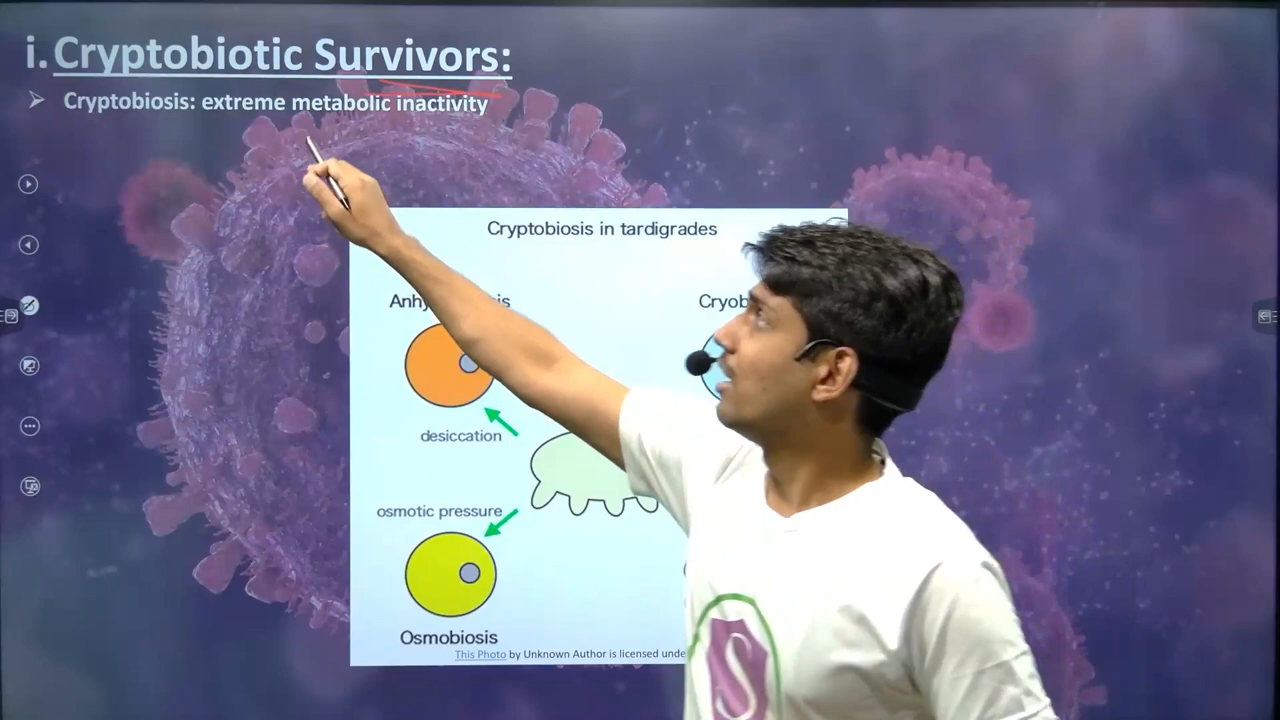 i. Cryptobiotic Survivors:
Cryptobiosis: extreme metabolic inactivity
Cryptobiosis in tardigrades
desiccation
osmotic pressure
Osmobiosis
This Photo by Unknown Author is licensed under
S